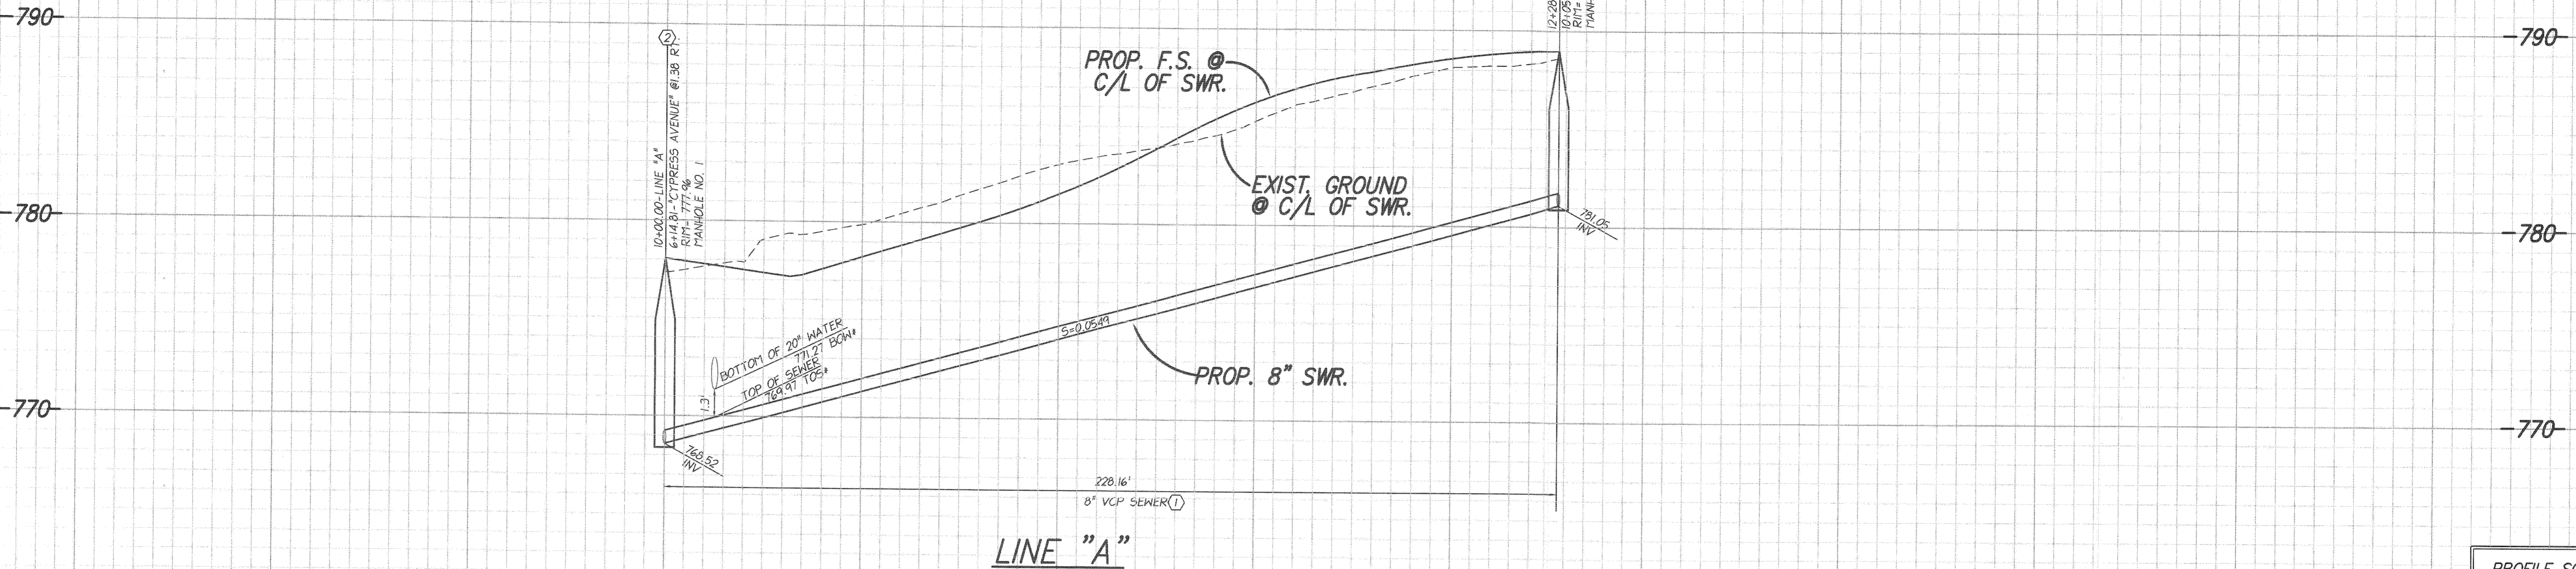 -790-
-780-
-770-
2
10+00.00-LINE "A"
6+14.81-"CYPRESS AVENUE" @1.38 RT.
RIM= 777.96
MANHOLE NO. 1
PROP. F.S. @
C/L OF SWR.
EXIST. GROUND
@ C/L OF SWR.
12+28
10+05
RIM=
781.05
INV
BOTTOM OF 20" WATER
771.27 BOW*
TOP OF SEWER
769.97 TOS*
1.3'
S=0.0549
PROP. 8" SWR.
768.52
INV
228.16'
8" VCP SEWER 1
LINE "A"
-790-
-780-
-770-